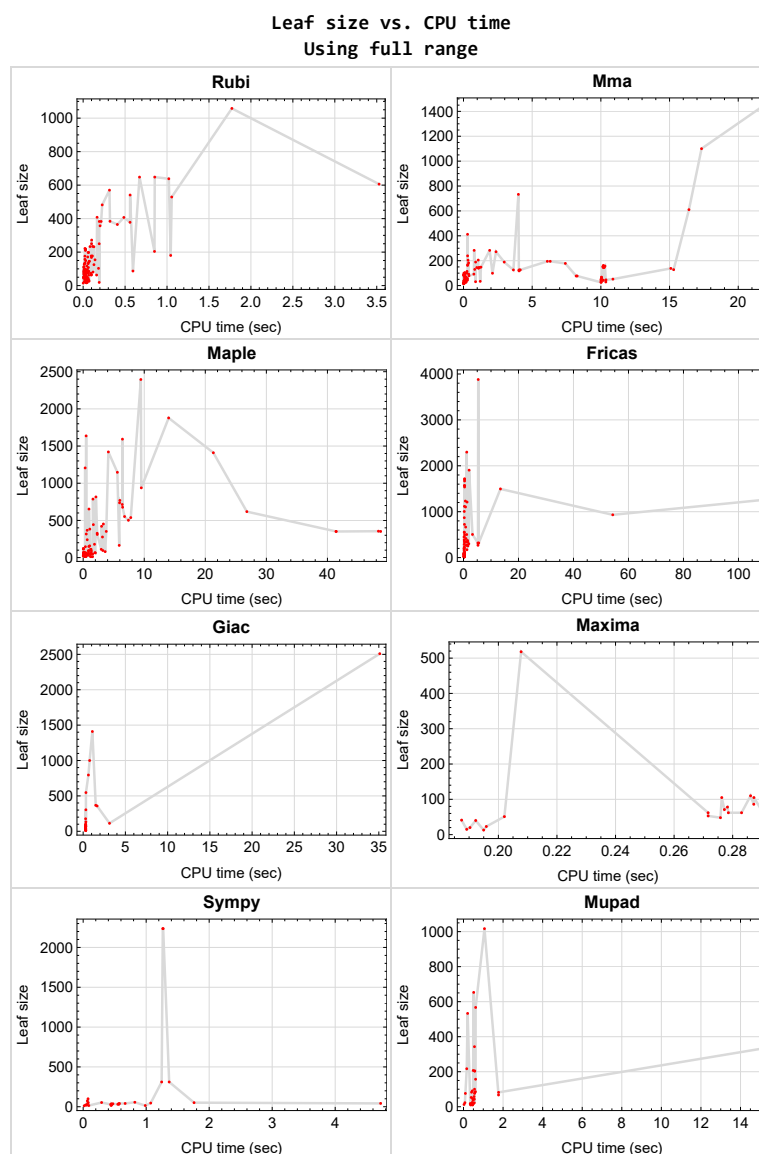 Leaf size vs. CPU time
Using full range
Rubi
Leaf size
1000
800
600
400
200
0
0.0 0.5 1.0 1.5 2.0 2.5 3.0 3.5
CPU time (sec)
Mma
Leaf size
1400
1200
1000
800
600
400
200
0
0 5 10 15 20
CPU time (sec)
Maple
Leaf size
2500
2000
1500
1000
500
0
0 10 20 30 40
CPU time (sec)
Fricas
Leaf size
4000
3000
2000
1000
0
0 20 40 60 80 100
CPU time (sec)
Giac
Leaf size
2500
2000
1500
1000
500
0
0 5 10 15 20 25 30 35
CPU time (sec)
Maxima
Leaf size
500
400
300
200
100
0
0.20 0.22 0.24 0.26 0.28
CPU time (sec)
Sympy
Leaf size
2000
1500
1000
500
0
0 1 2 3 4
CPU time (sec)
Mupad
Leaf size
1000
800
600
400
200
0
0 2 4 6 8 10 12 14
CPU time (sec)